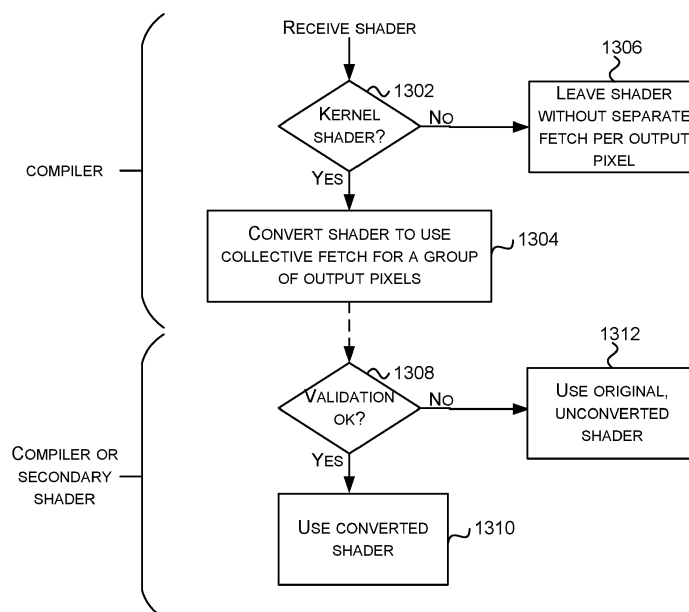 RECEIVE SHADER
1302
KERNEL
SHADER?
NO
1306
LEAVE SHADER
WITHOUT SEPARATE
FETCH PER OUTPUT
PIXEL
YES
COMPILER
CONVERT SHADER TO USE
COLLECTIVE FETCH FOR A GROUP
OF OUTPUT PIXELS
1304
1308
VALIDATION
OK?
NO
1312
USE ORIGINAL,
UNCONVERTED
SHADER
YES
COMPILER OR
SECONDARY
SHADER
USE CONVERTED
SHADER
1310